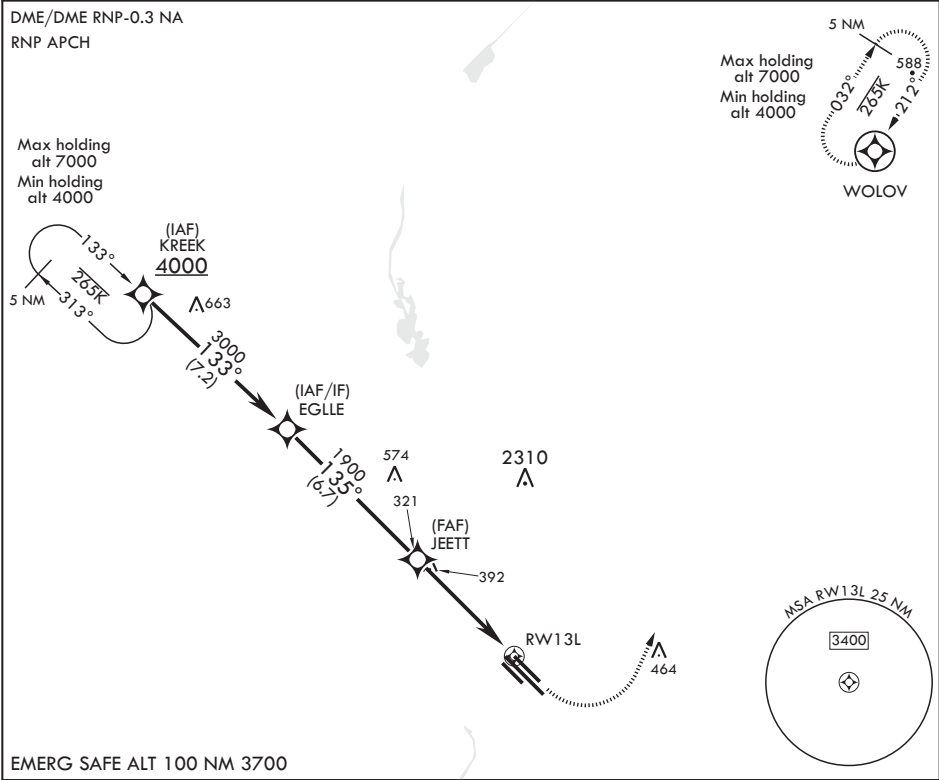 DME/DME RNP-0.3 NA
RNP APCH
5 NM
Max holding
alt 7000
Min holding
alt 4000
588
032°
265K
212°
WOLOV
Max holding
alt 7000
Min holding
alt 4000
(IAF)
KREEK
4000
133°
265K
313°
5 NM
663
3000
133°
(7.2)
(IAF/IF)
EGLLE
1900
135°
(6.7)
574
2310
321
(FAF)
JEETT
392
RW13L
464
MSA RW13L 25 NM
3400
EMERG SAFE ALT 100 NM 3700